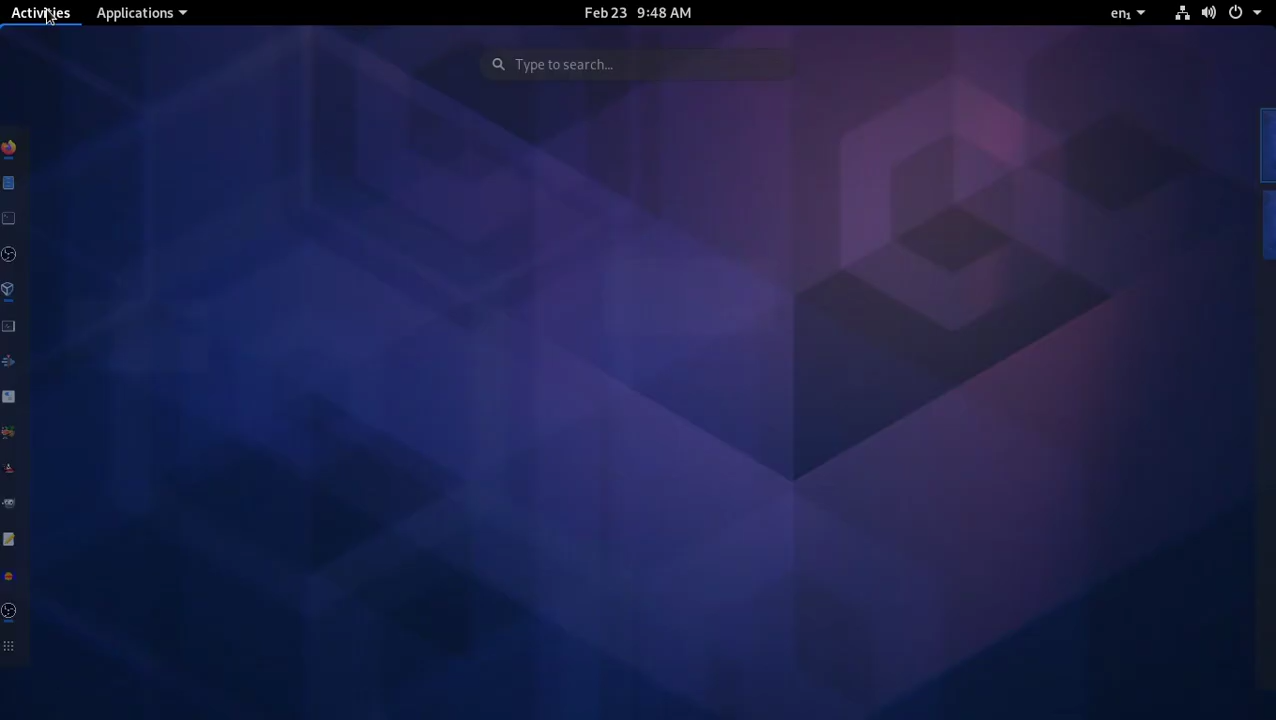 Activities Applications Feb 23 9:48 AM en₁
Type to search...